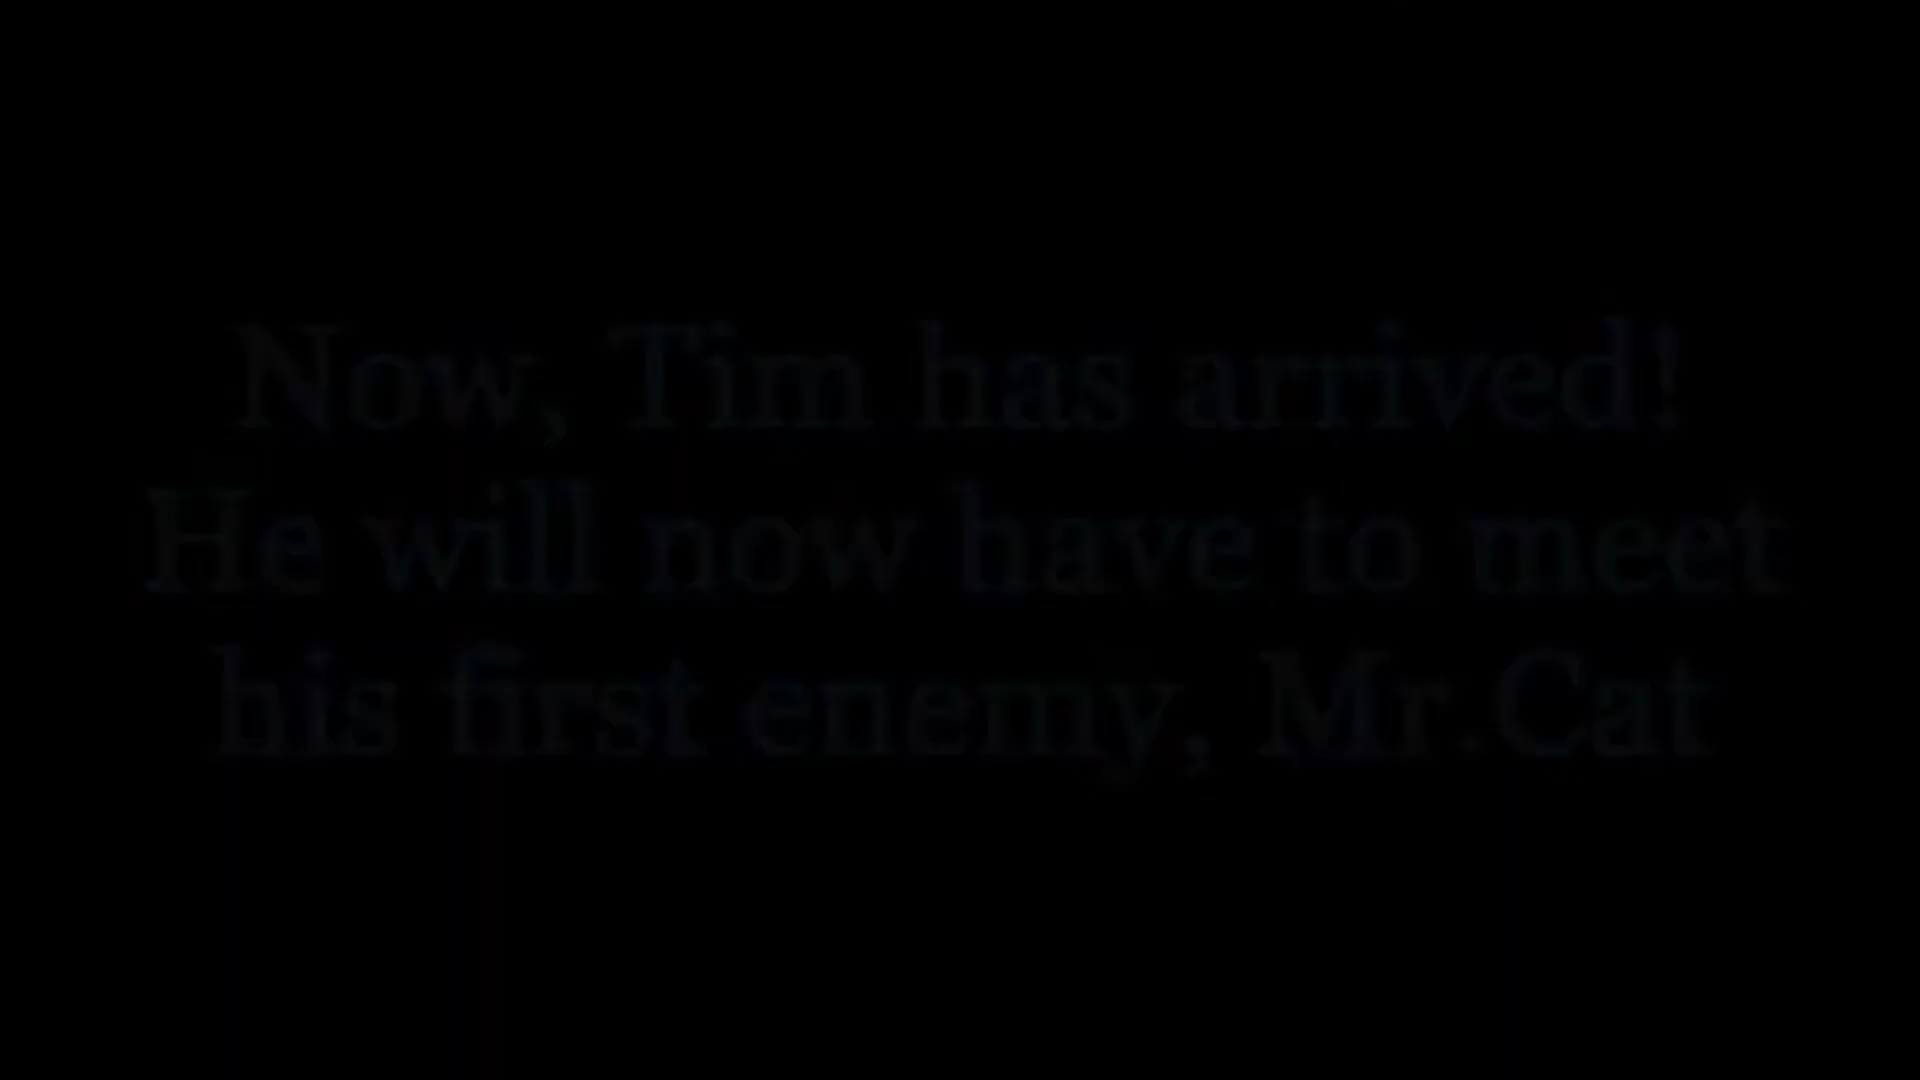 Now, Tim has arrived!
He will now have to meet
his first enemy, Mr.Cat